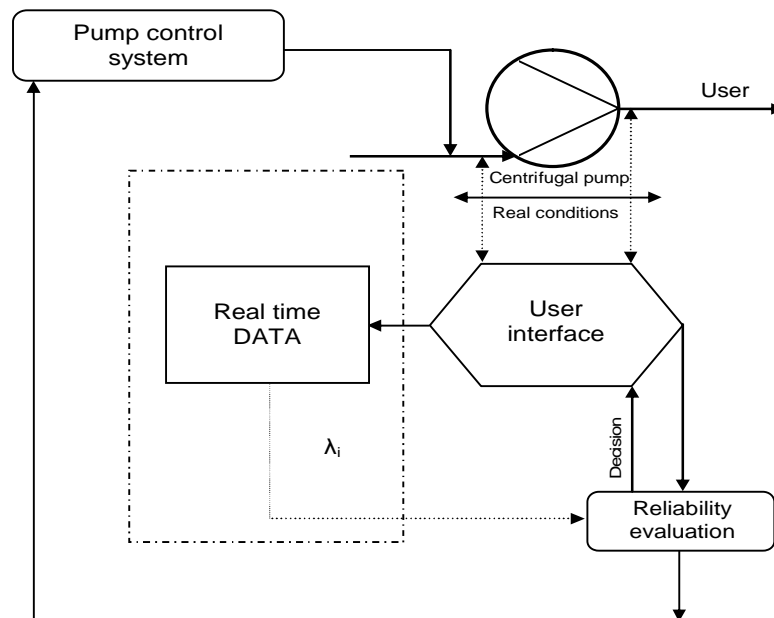 Pump control
system
User
Centrifugal pump
Real conditions
Real time
DATA
User
interface
λi
Decision
Reliability
evaluation